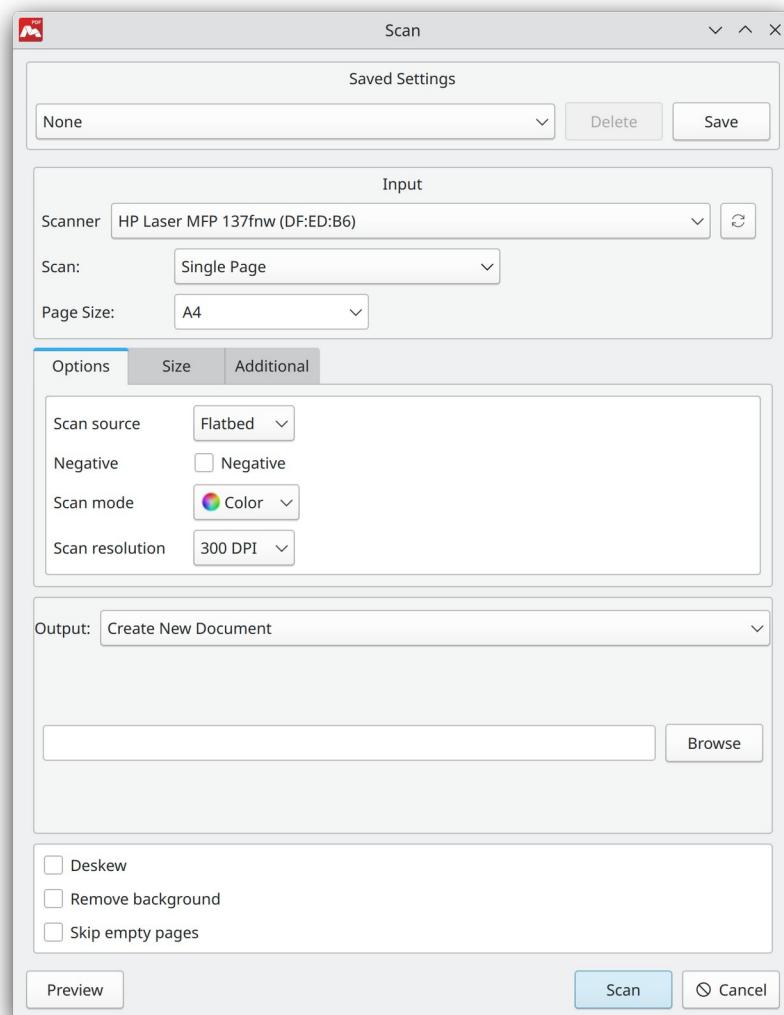 PDF
Scan
Saved Settings
None
Delete
Save
Input
Scanner HP Laser MFP 137fnw (DF:ED:B6)
Scan: Single Page
Page Size: A4
Options Size Additional
Scan source Flatbed
Negative Negative
Scan mode Color
Scan resolution 300 DPI
Output: Create New Document
Browse
Deskew
Remove background
Skip empty pages
Preview Scan Cancel